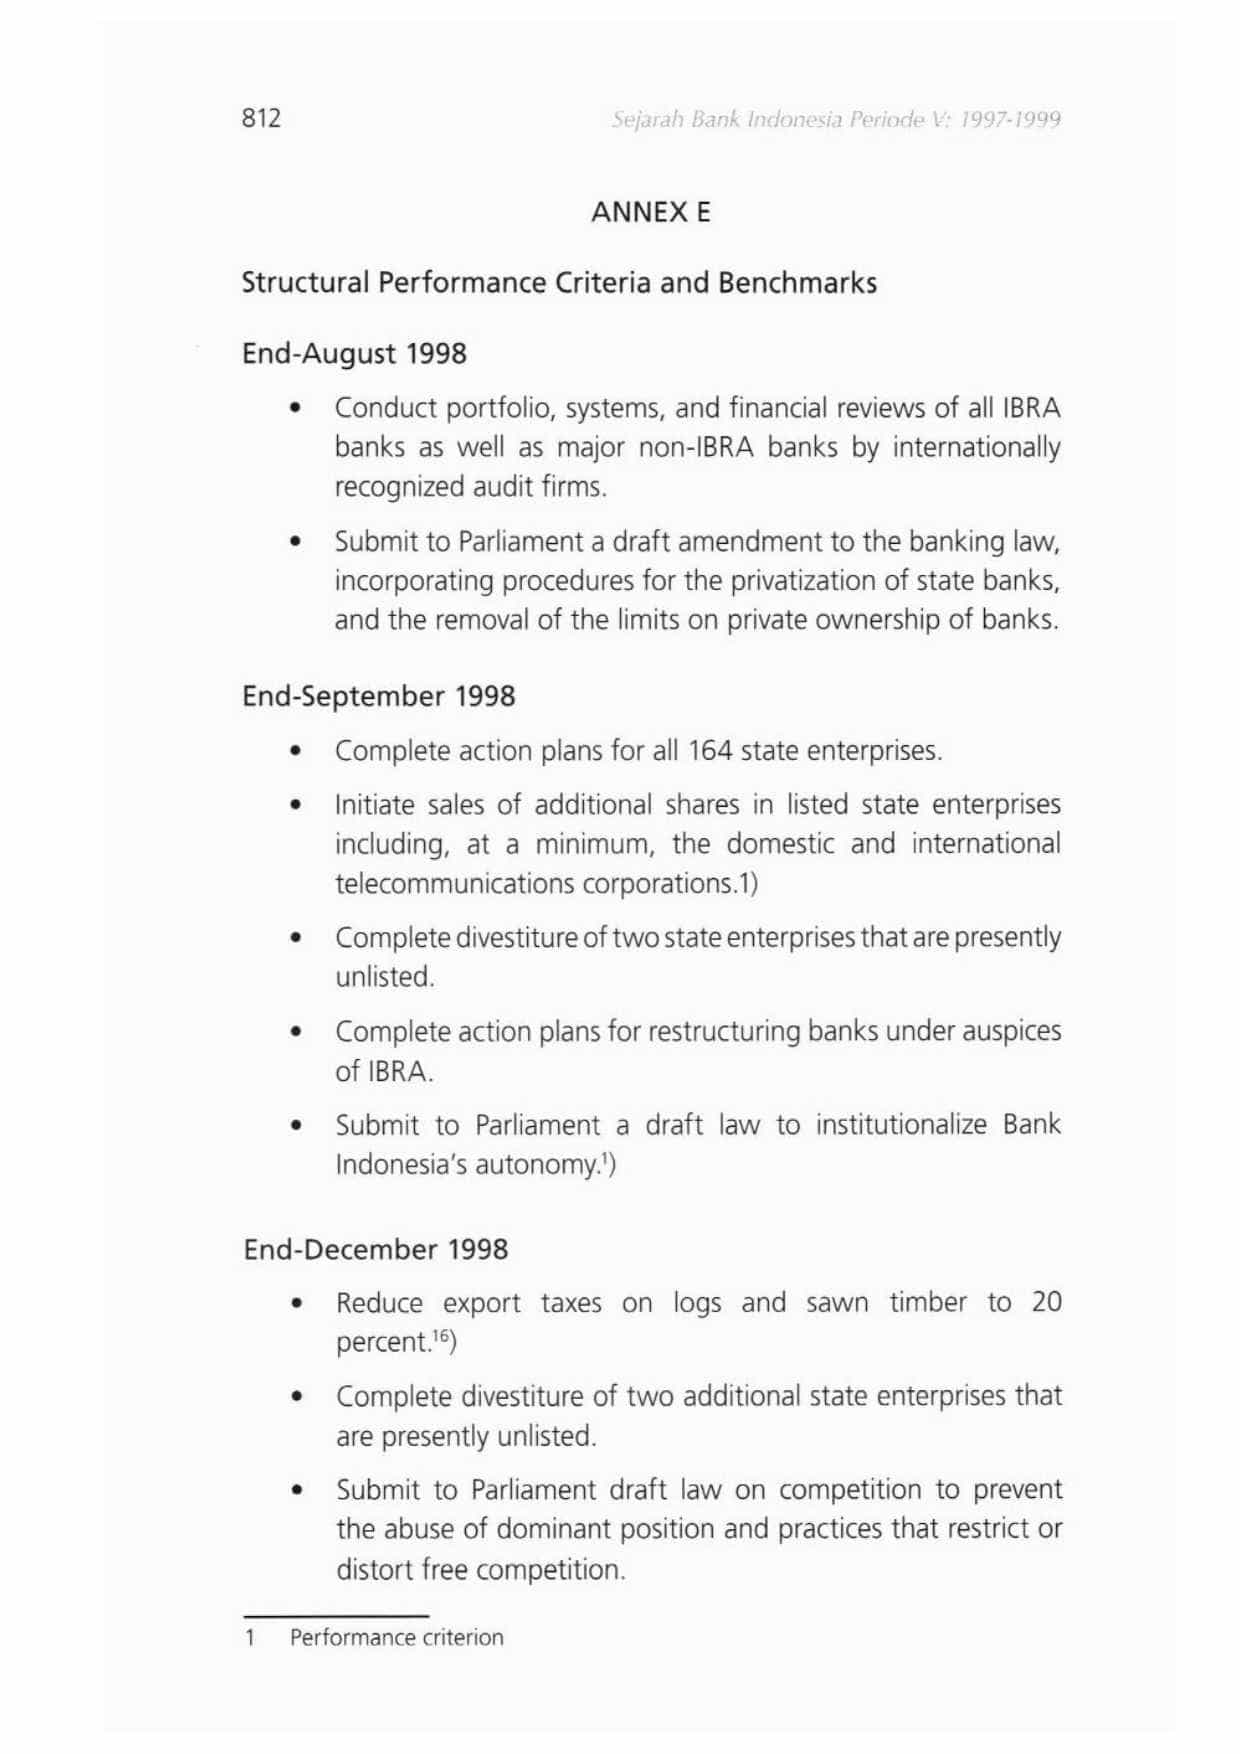 812
Sejarah Bank Indonesia Periode V: 1997-1999
ANNEX E
Structural Performance Criteria and Benchmarks
End-August 1998
• Conduct portfolio, systems, and financial reviews of all IBRA
banks as well as major non-IBRA banks by internationally
recognized audit firms.
• Submit to Parliament a draft amendment to the banking law,
incorporating procedures for the privatization of state banks,
and the removal of the limits on private ownership of banks.
End-September 1998
• Complete action plans for all 164 state enterprises.
• Initiate sales of additional shares in listed state enterprises
including, at a minimum, the domestic and international
telecommunications corporations.1)
• Complete divestiture of two state enterprises that are presently
unlisted.
• Complete action plans for restructuring banks under auspices
of IBRA.
• Submit to Parliament a draft law to institutionalize Bank
Indonesia's autonomy.¹)
End-December 1998
• Reduce export taxes on logs and sawn timber to 20
percent.¹⁶)
• Complete divestiture of two additional state enterprises that
are presently unlisted.
• Submit to Parliament draft law on competition to prevent
the abuse of dominant position and practices that restrict or
distort free competition.
1 Performance criterion